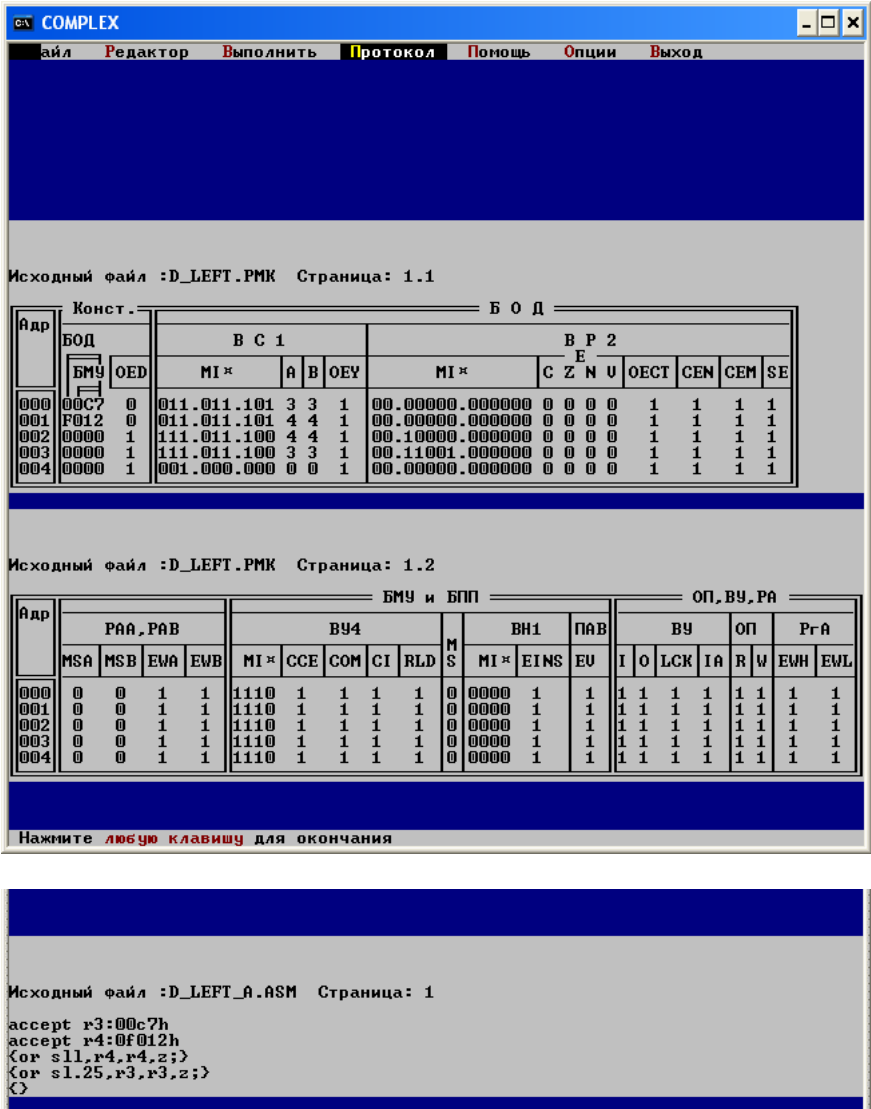 COMPLEX
айл Редактор Выполнить Протокол Помощь Опции Выход
Исходный файл :D_LEFT.PMK Страница: 1.1
Адр Конст. Б О Д
БОД В С 1 В Р 2
Е
БМУ OED MI¤ A B OEY MI¤ C Z N V OECT CEN CEM SE
000 00C7 0 011.011.101 3 3 1 00.00000.000000 0 0 0 0 1 1 1 1
001 F012 0 011.011.101 4 4 1 00.00000.000000 0 0 0 0 1 1 1 1
002 0000 1 111.011.100 4 4 1 00.10000.000000 0 0 0 0 1 1 1 1
003 0000 1 111.011.100 3 3 1 00.11001.000000 0 0 0 0 1 1 1 1
004 0000 1 001.000.000 0 0 1 00.00000.000000 0 0 0 0 1 1 1 1
Исходный файл :D_LEFT.PMK Страница: 1.2
Адр БМУ и БПП ОП,ВУ,РА
РАА,РАВ ВУ4 M S ВН1 ПАВ ВУ ОП РгА
MSA MSB EWA EWB MI¤ CCE COM CI RLD MI¤ EINS EV I O LCK IA R W EWH EWL
000 0 0 1 1 1110 1 1 1 1 0 0000 1 1 1 1 1 1 1 1 1 1
001 0 0 1 1 1110 1 1 1 1 0 0000 1 1 1 1 1 1 1 1 1 1
002 0 0 1 1 1110 1 1 1 1 0 0000 1 1 1 1 1 1 1 1 1 1
003 0 0 1 1 1110 1 1 1 1 0 0000 1 1 1 1 1 1 1 1 1 1
004 0 0 1 1 1110 1 1 1 1 0 0000 1 1 1 1 1 1 1 1 1 1
Нажмите любую клавишу для окончания
Исходный файл :D_LEFT_A.ASM Страница: 1
accept r3:00c7h
accept r4:0f012h
{or sll,r4,r4,z;}
{or sl.25,r3,r3,z;}
{}